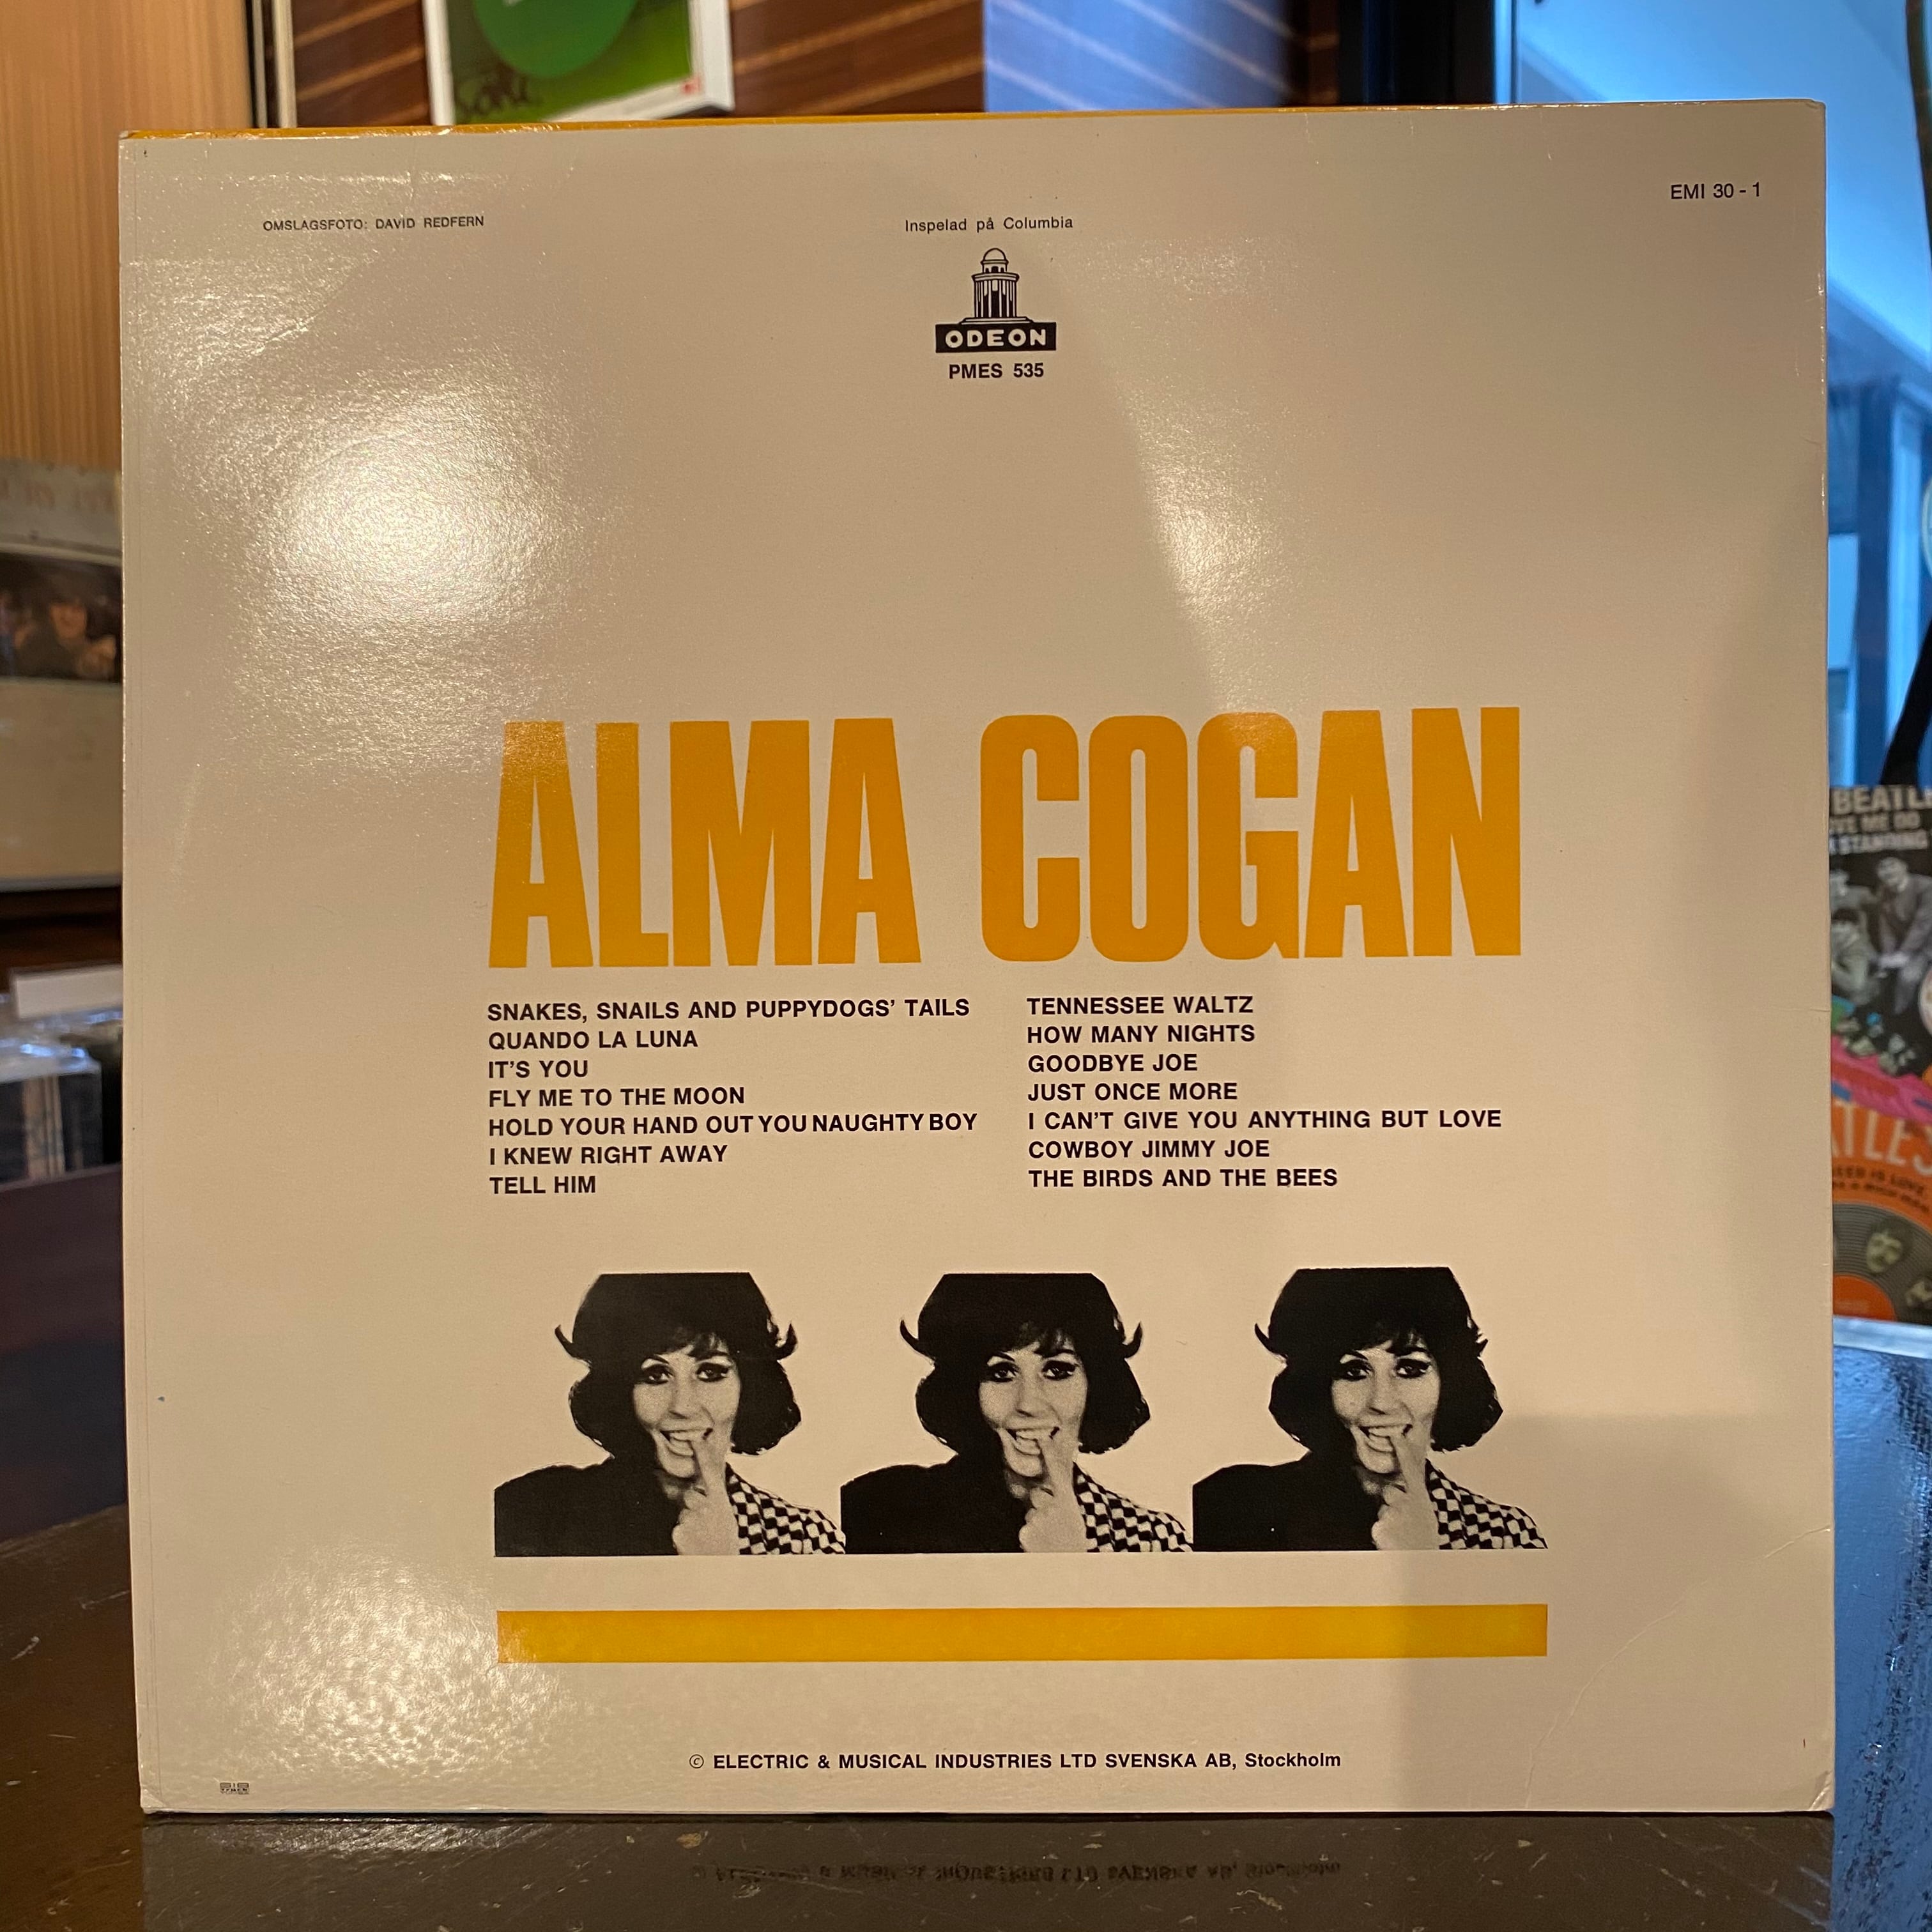 EMI 30 - 1
OMSLAGSFOTO: DAVID REDFERN
Inspelad på Columbia
ODEON
PMES 535
ALMA COGAN
SNAKES, SNAILS AND PUPPYDOGS' TAILS
QUANDO LA LUNA
IT'S YOU
FLY ME TO THE MOON
HOLD YOUR HAND OUT YOU NAUGHTY BOY
I KNEW RIGHT AWAY
TELL HIM
TENNESSEE WALTZ
HOW MANY NIGHTS
GOODBYE JOE
JUST ONCE MORE
I CAN'T GIVE YOU ANYTHING BUT LOVE
COWBOY JIMMY JOE
THE BIRDS AND THE BEES
© ELECTRIC & MUSICAL INDUSTRIES LTD SVENSKA AB, Stockholm